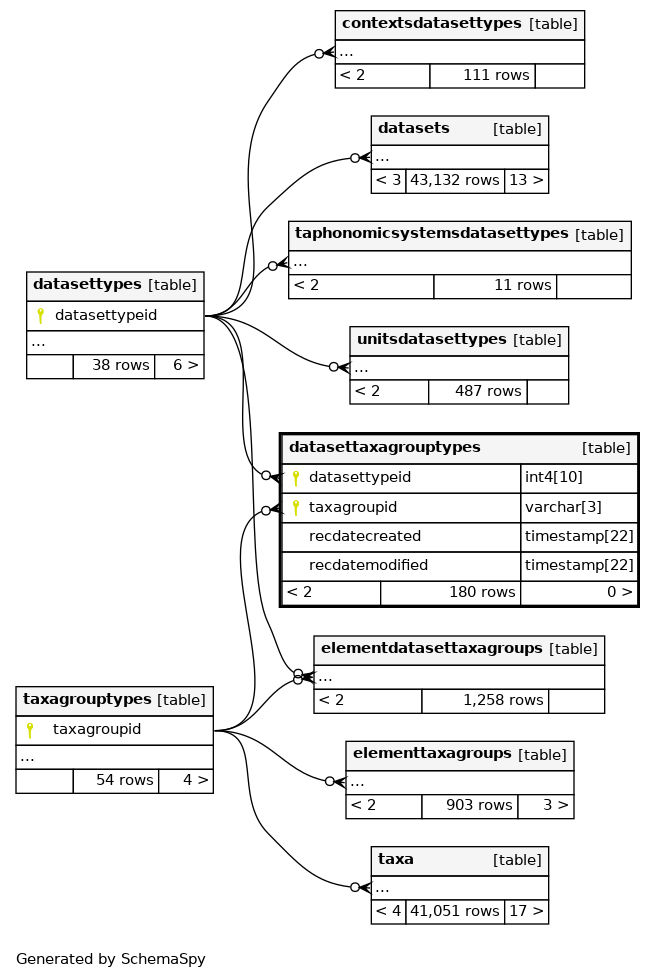 contextsdatasettypes [table]
...
< 2 111 rows
datasets [table]
...
< 3 43,132 rows 13 >
taphonomicsystemsdatasettypes [table]
...
< 2 11 rows
datasettypes [table]
datasettypeid
...
38 rows 6 >
unitsdatasettypes [table]
...
< 2 487 rows
datasettaxagrouptypes [table]
datasettypeid int4[10]
taxagroupid varchar[3]
recdatecreated timestamp[22]
recdatemodified timestamp[22]
< 2 180 rows 0 >
elementdatasettaxagroups [table]
...
< 2 1,258 rows
taxagrouptypes [table]
taxagroupid
...
54 rows 4 >
elementtaxagroups [table]
...
< 2 903 rows 3 >
taxa [table]
...
< 4 41,051 rows 17 >
Generated by SchemaSpy